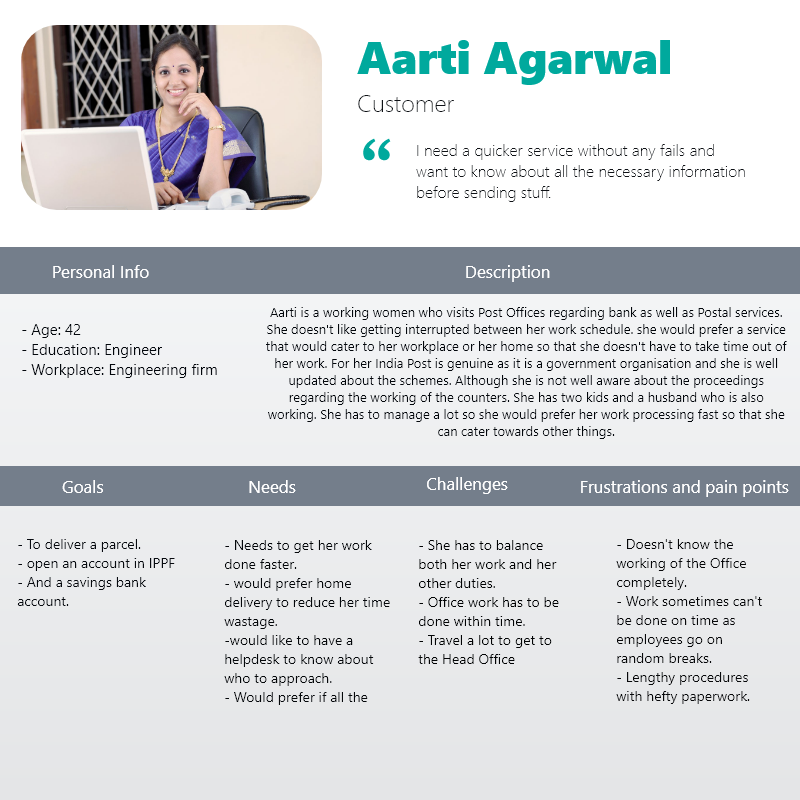 Aarti Agarwal
Customer
“
I need a quicker service without any fails and
want to know about all the necessary information
before sending stuff.
Personal Info
- Age: 42
- Education: Engineer
- Workplace: Engineering firm
Description
Aarti is a working women who visits Post Offices regarding bank as well as Postal services.
She doesn't like getting interrupted between her work schedule. she would prefer a service
that would cater to her workplace or her home so that she doesn't have to take time out of
her work. For her India Post is genuine as it is a government organisation and she is well
updated about the schemes. Although she is not well aware about the proceedings
regarding the working of the counters. She has two kids and a husband who is also
working. She has to manage a lot so she would prefer her work processing fast so that she
can cater towards other things.
Goals
- To deliver a parcel.
- open an account in IPPF
- And a savings bank
account.
Needs
- Needs to get her work
done faster.
- would prefer home
delivery to reduce her time
wastage.
-would like to have a
helpdesk to know about
who to approach.
- Would prefer if all the
Challenges
- She has to balance
both her work and her
other duties.
- Office work has to be
done within time.
- Travel a lot to get to
the Head Office
Frustrations and pain points
- Doesn't know the
working of the Office
completely.
- Work sometimes can't
be done on time as
employees go on
random breaks.
- Lengthy procedures
with hefty paperwork.